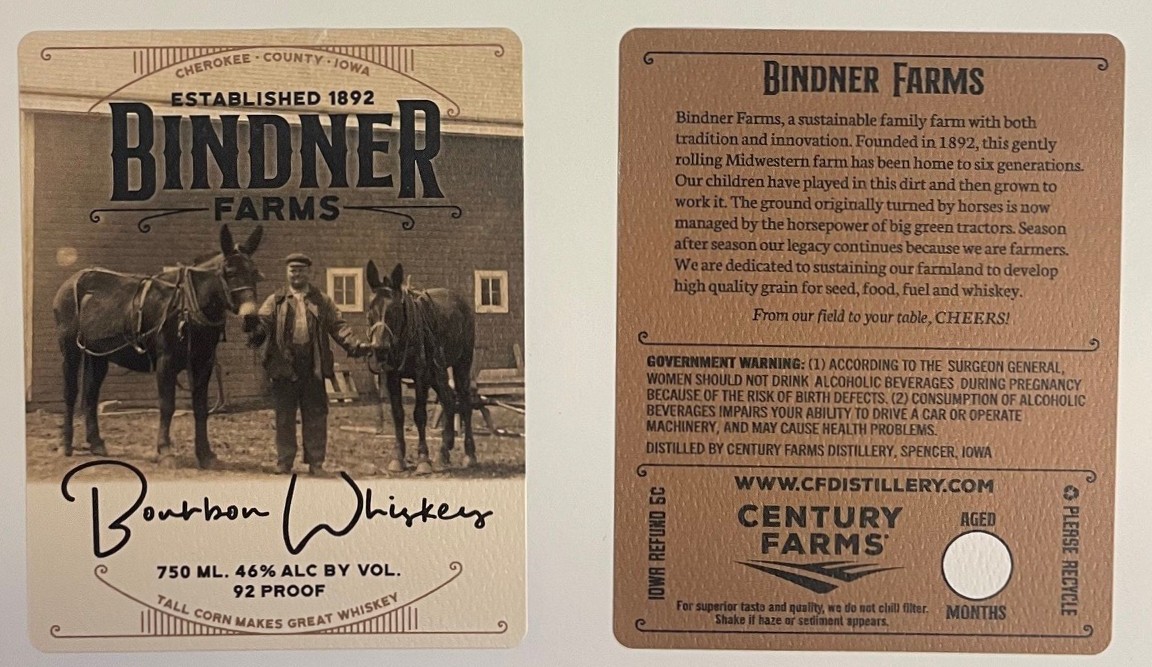 CHEROKEE · COUNTY · IOWA
ESTABLISHED 1892
BINDNER
FARMS
Bourbon Whiskey
750 ML. 46% ALC BY VOL.
92 PROOF
TALL CORN MAKES GREAT WHISKEY
BINDNER FARMS
Bindner Farms, a sustainable family farm with both
tradition and innovation. Founded in 1892, this gently
rolling Midwestern farm has been home to six generations.
Our children have played in this dirt and then grown to
work it. The ground originally turned by horses is now
managed by the horsepower of big green tractors. Season
after season our legacy continues because we are farmers.
We are dedicated to sustaining our farmland to develop
high quality grain for seed, food, fuel and whiskey.
From our field to your table, CHEERS!
GOVERNMENT WARNING: (1) ACCORDING TO THE SURGEON GENERAL,
WOMEN SHOULD NOT DRINK ALCOHOLIC BEVERAGES DURING PREGNANCY
BECAUSE OF THE RISK OF BIRTH DEFECTS. (2) CONSUMPTION OF ALCOHOLIC
BEVERAGES IMPAIRS YOUR ABILITY TO DRIVE A CAR OR OPERATE
MACHINERY, AND MAY CAUSE HEALTH PROBLEMS.
DISTILLED BY CENTURY FARMS DISTILLERY, SPENCER, IOWA
IOWA REFUND 5C
WWW.CFDISTILLERY.COM
CENTURY
FARMS
For superior taste and quality, we do not chill filter.
Shake if haze or sediment appears.
AGED
MONTHS
PLEASE RECYCLE